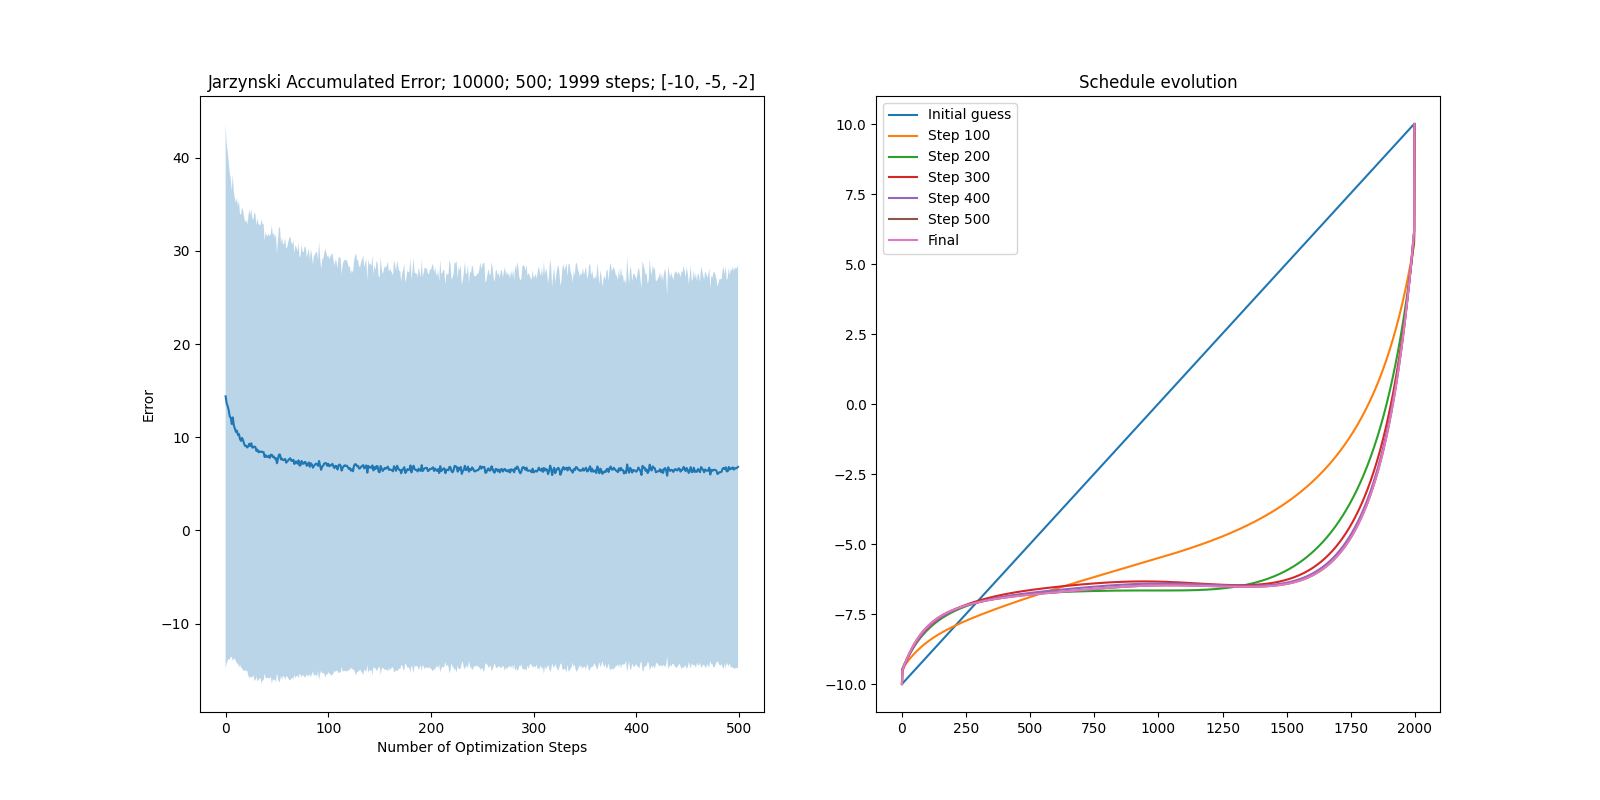 Jarzynski Accumulated Error; 10000; 500; 1999 steps; [-10, -5, -2]
40
30
20
10
0
−10
Error
0 100 200 300 400 500
Number of Optimization Steps
Schedule evolution
Initial guess
Step 100
Step 200
Step 300
Step 400
Step 500
Final
10.0
7.5
5.0
2.5
0.0
−2.5
−5.0
−7.5
−10.0
0 250 500 750 1000 1250 1500 1750 2000